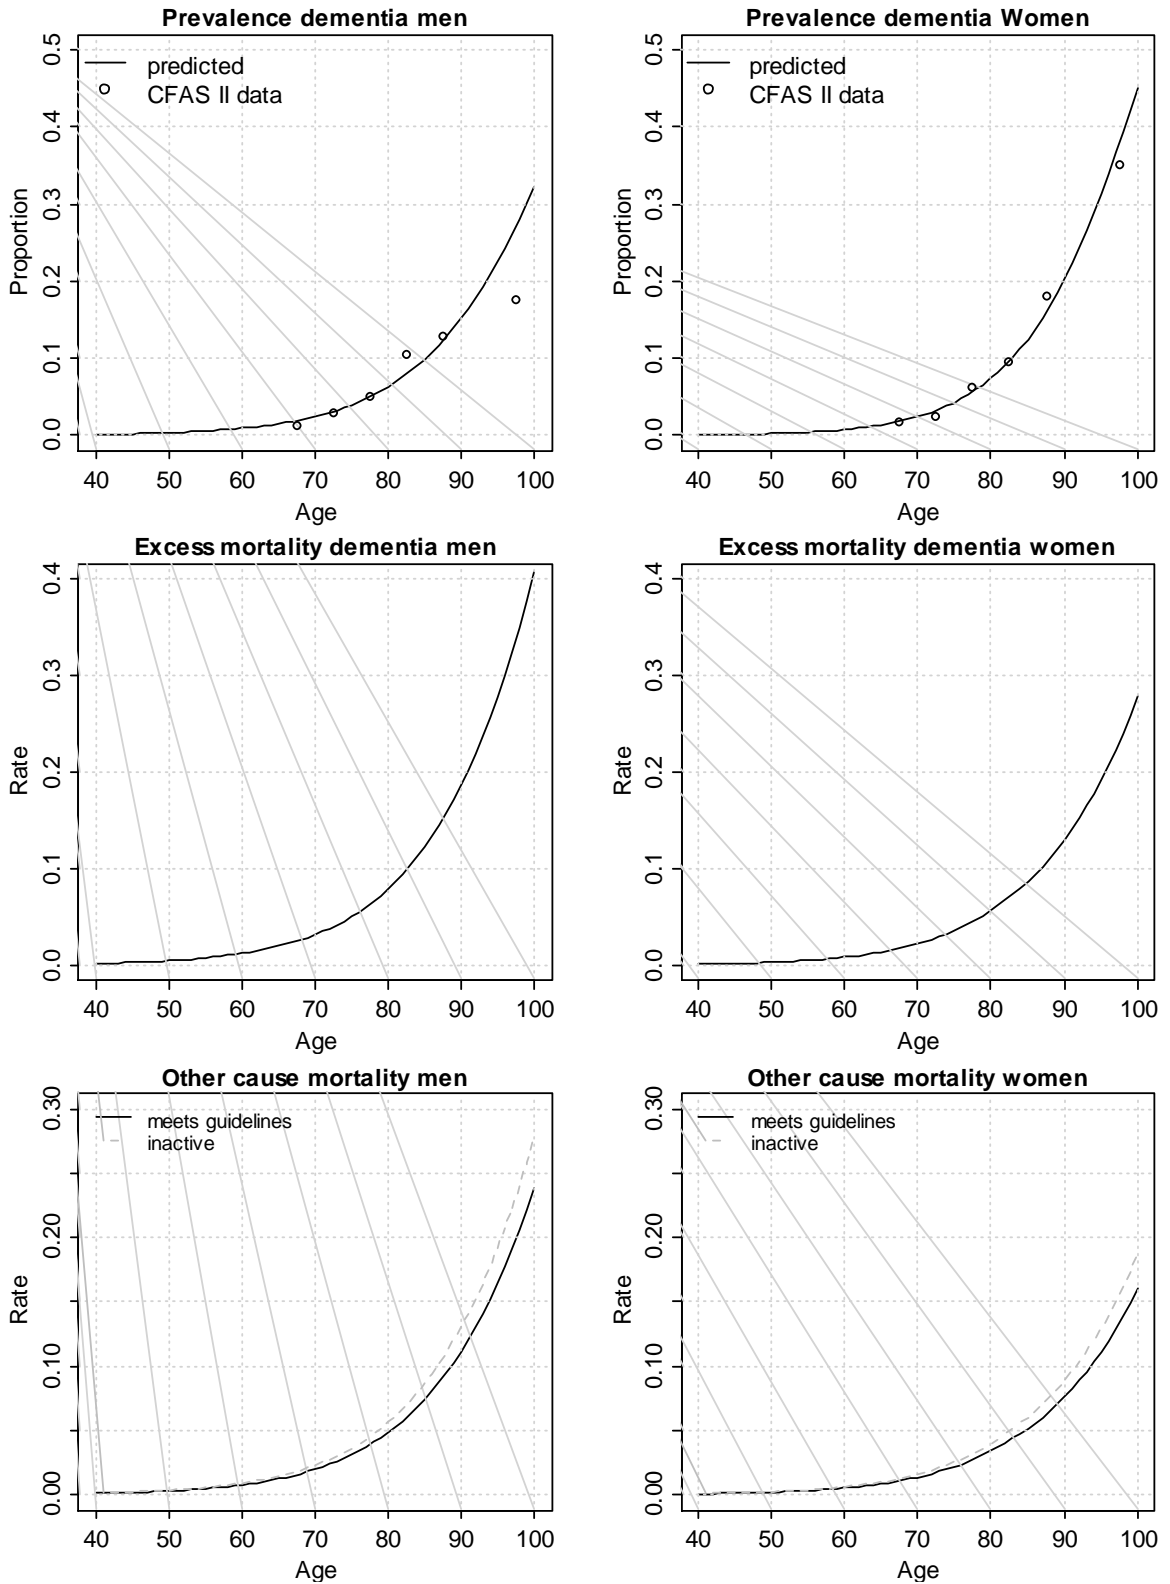 Prevalence dementia men
predicted
CFAS II data
Proportion
0.0 0.1 0.2 0.3 0.4 0.5
40 50 60 70 80 90 100
Age
Prevalence dementia Women
predicted
CFAS II data
Proportion
0.0 0.1 0.2 0.3 0.4 0.5
40 50 60 70 80 90 100
Age
Excess mortality dementia men
Rate
0.0 0.1 0.2 0.3 0.4
40 50 60 70 80 90 100
Age
Excess mortality dementia women
Rate
0.0 0.1 0.2 0.3 0.4
40 50 60 70 80 90 100
Age
Other cause mortality men
meets guidelines
inactive
Rate
0.00 0.10 0.20 0.30
40 50 60 70 80 90 100
Age
Other cause mortality women
meets guidelines
inactive
Rate
0.00 0.10 0.20 0.30
40 50 60 70 80 90 100
Age